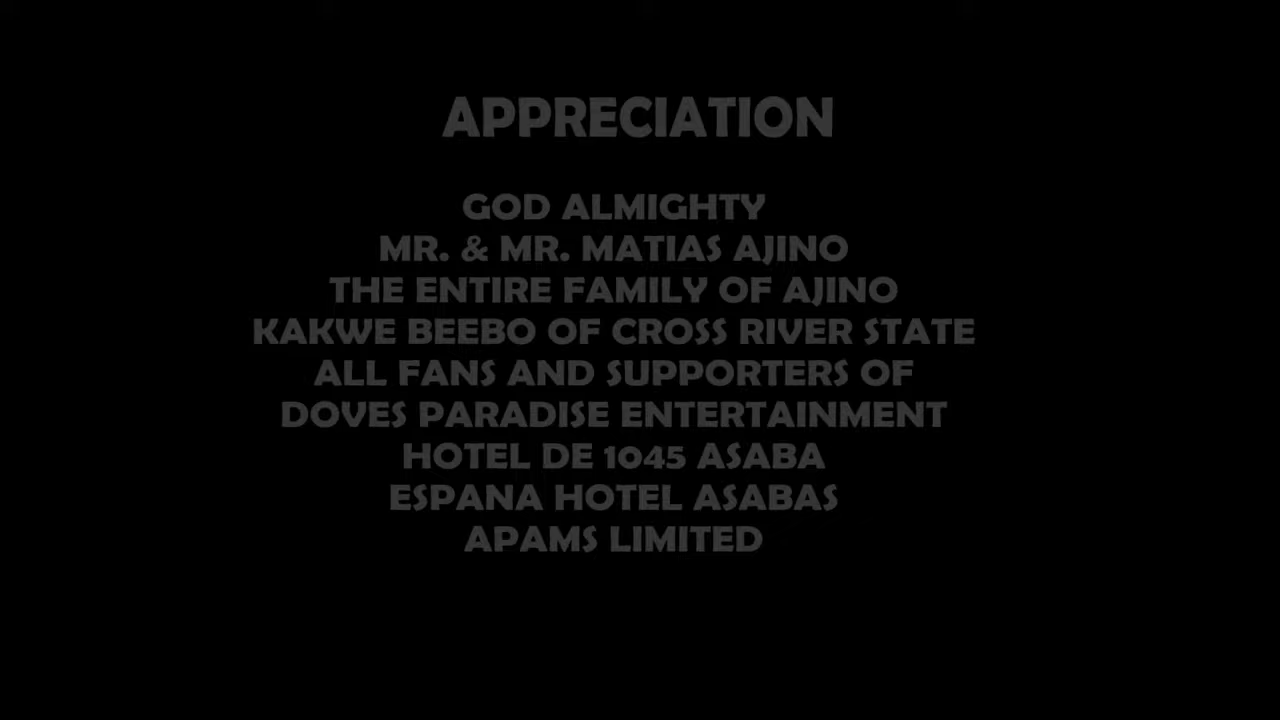 APPRECIATION
GOD ALMIGHTY
MR. & MR. MATIAS AJINO
THE ENTIRE FAMILY OF AJINO
KAKWE BEEBO OF CROSS RIVER STATE
ALL FANS AND SUPPORTERS OF
DOVES PARADISE ENTERTAINMENT
HOTEL DE 1045 ASABA
ESPANA HOTEL ASABAS
APAMS LIMITED